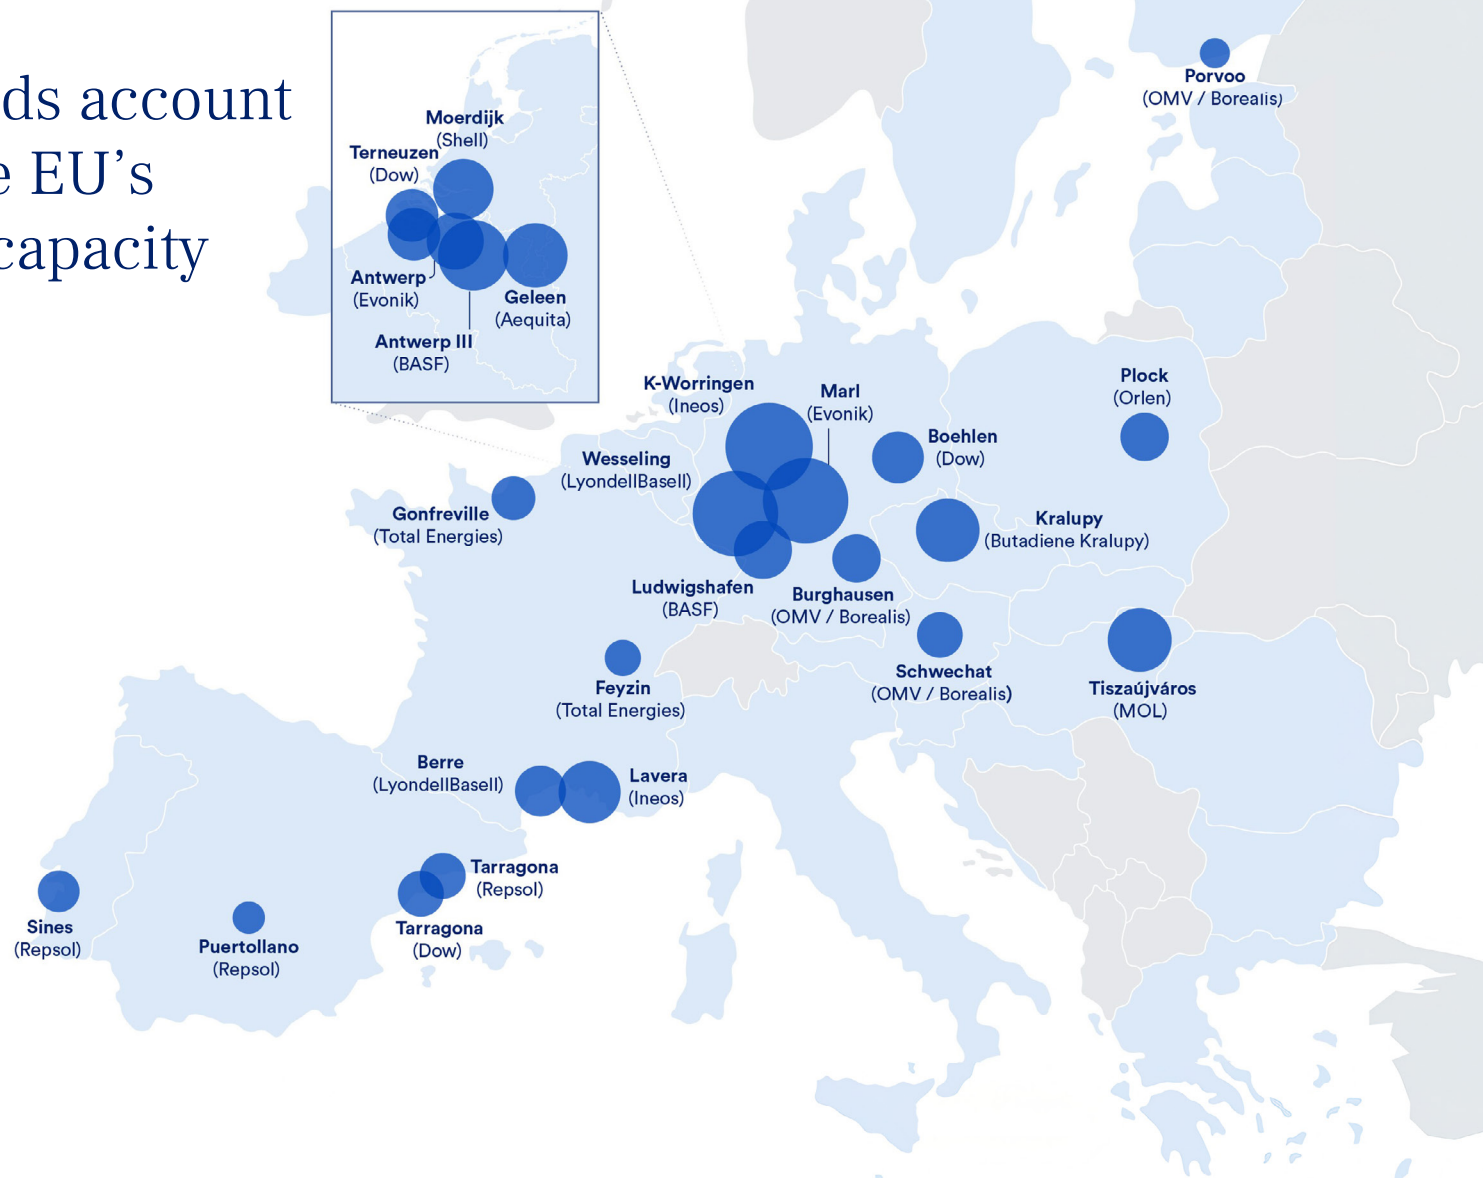 ds account
e EU’s
capacity
Moerdijk
(Shell)
Terneuzen
(Dow)
Antwerp
(Evonik)
Geleen
(Aequita)
Antwerp III
(BASF)
Porvoo
(OMV / Borealis)
K-Worringen
(Ineos)
Marl
(Evonik)
Plock
(Orlen)
Boehlen
(Dow)
Wesseling
(LyondellBasell)
Gonfreville
(Total Energies)
Kralupy
(Butadiene Kralupy)
Ludwigshafen
(BASF)
Burghausen
(OMV / Borealis)
Schwechat
(OMV / Borealis)
Tiszaújváros
(MOL)
Feyzin
(Total Energies)
Berre
(LyondellBasell)
Lavera
(Ineos)
Tarragona
(Repsol)
Tarragona
(Dow)
Sines
(Repsol)
Puertollano
(Repsol)